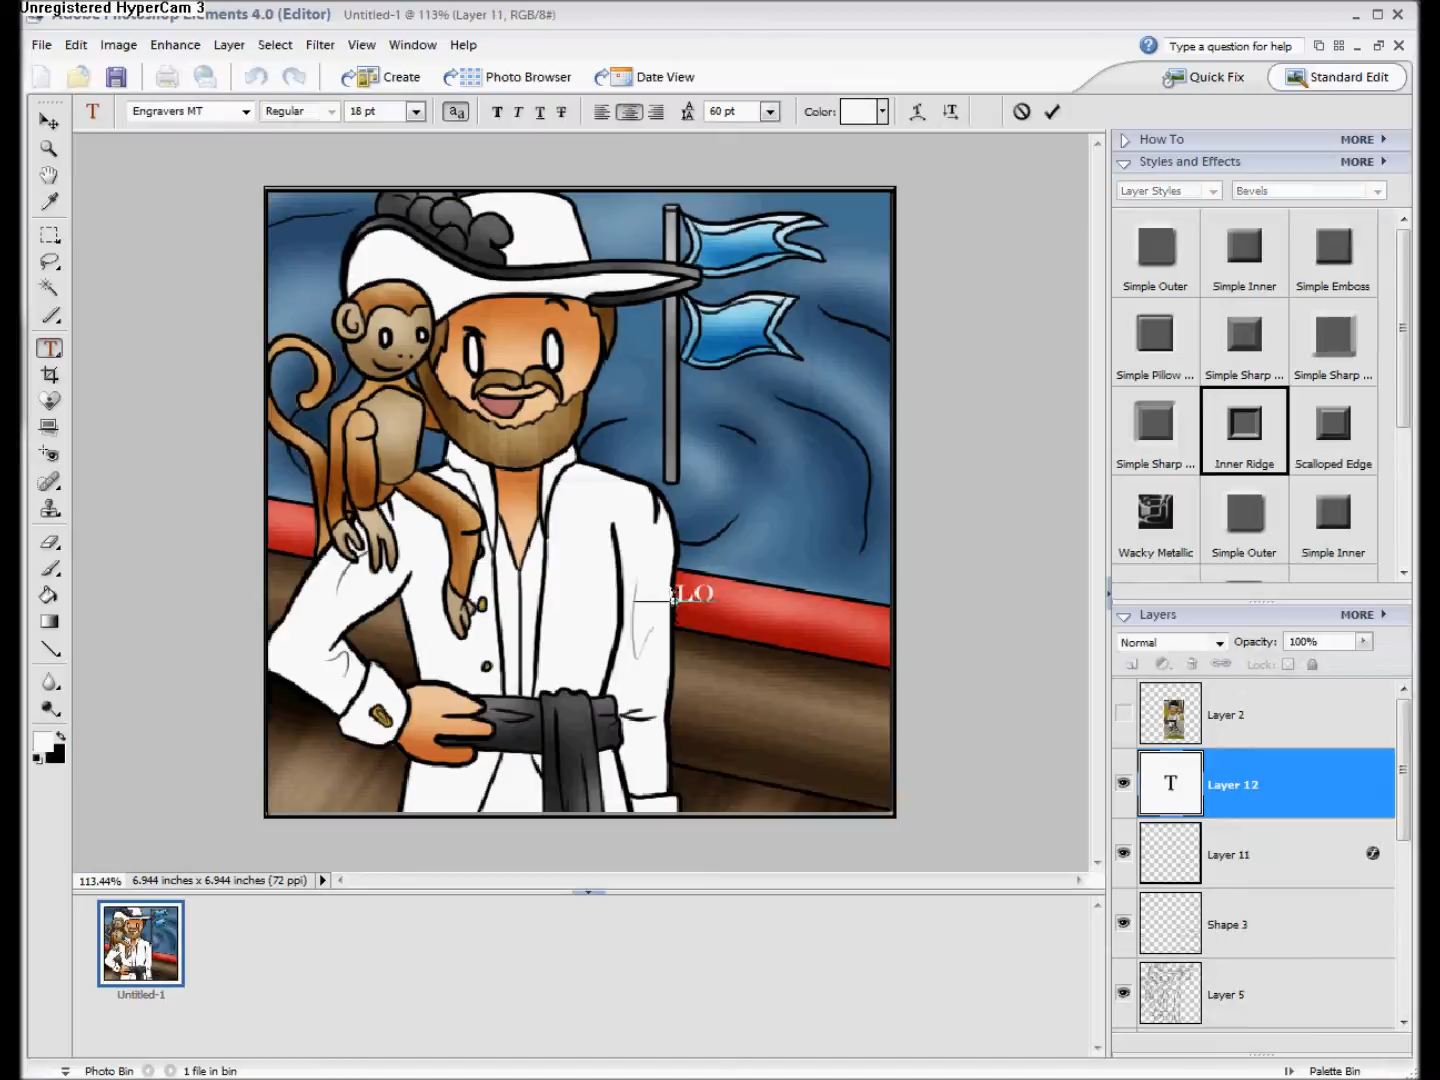 Unregistered HyperCam 3
Adobe Photoshop Elements 4.0 (Editor) Untitled-1 @ 113% (Layer 11, RGB/8#)
File Edit Image Enhance Layer Select Filter View Window Help
Type a question for help
Create Photo Browser Date View
Quick Fix Standard Edit
T Engravers MT Regular 18 pt aa T T T T 60 pt Color:
How To MORE
Styles and Effects MORE
Layer Styles Bevels
Simple Outer Simple Inner Simple Emboss
Simple Pillow ... Simple Sharp ... Simple Sharp ...
Simple Sharp ... Inner Ridge Scalloped Edge
Wacky Metallic Simple Outer Simple Inner
LO
Layers MORE
Normal Opacity: 100%
Lock:
Layer 2
T Layer 12
Layer 11
Shape 3
Layer 5
113.44% 6.944 inches x 6.944 inches (72 ppi)
Untitled-1
Photo Bin 1 file in bin Palette Bin